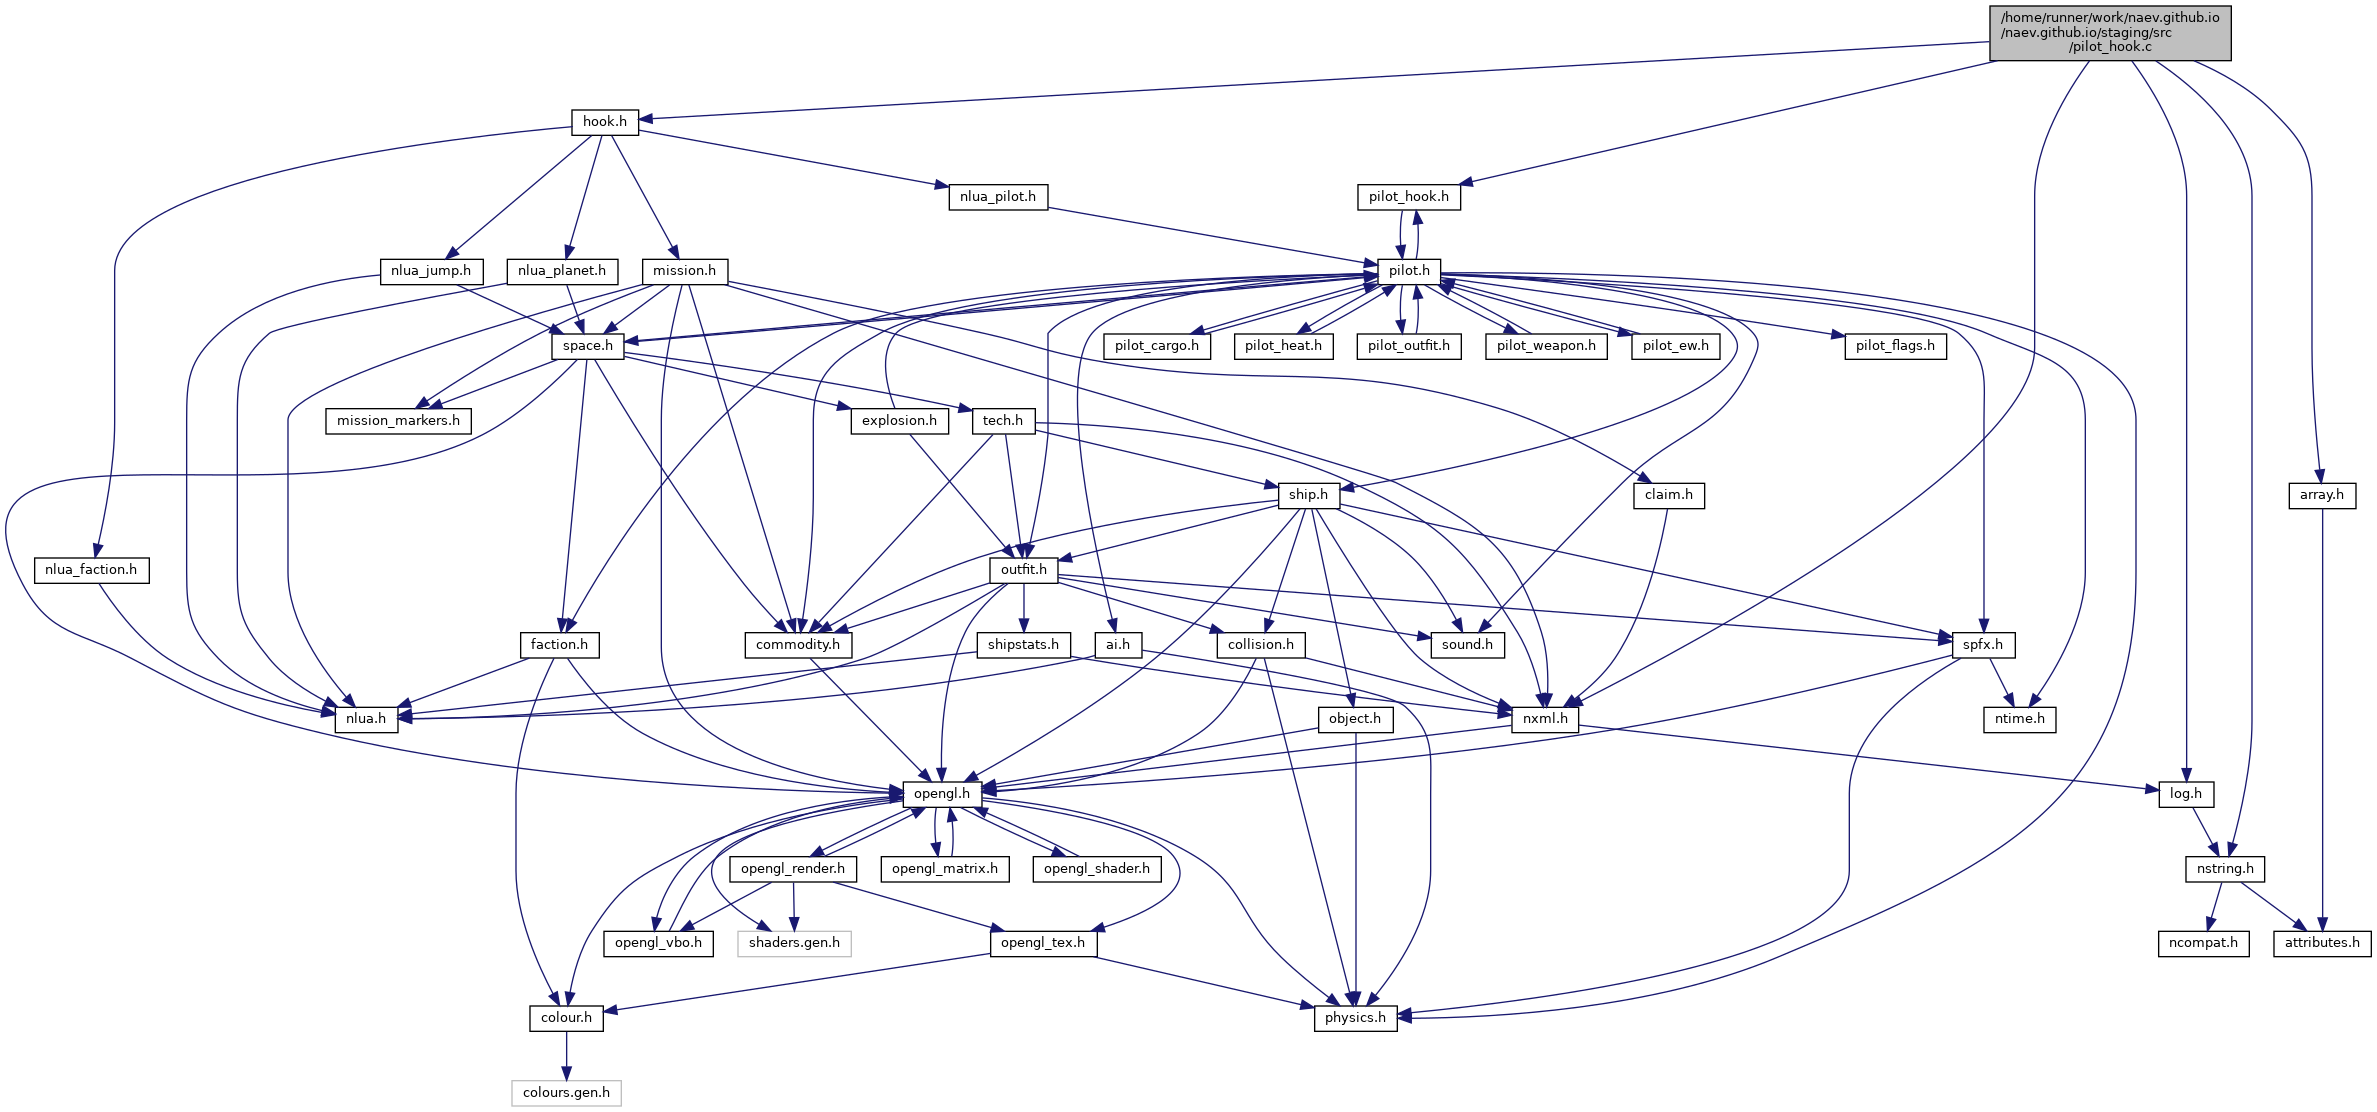 /home/runner/work/naev.github.io
/naev.github.io/staging/src
/pilot_hook.c
hook.h
nlua_pilot.h
pilot_hook.h
nlua_jump.h
nlua_planet.h
mission.h
pilot.h
space.h
pilot_cargo.h
pilot_heat.h
pilot_outfit.h
pilot_weapon.h
pilot_ew.h
pilot_flags.h
mission_markers.h
explosion.h
tech.h
ship.h
claim.h
array.h
nlua_faction.h
outfit.h
faction.h
commodity.h
shipstats.h
ai.h
collision.h
sound.h
spfx.h
nlua.h
object.h
nxml.h
ntime.h
opengl.h
log.h
opengl_render.h
opengl_matrix.h
opengl_shader.h
nstring.h
opengl_vbo.h
shaders.gen.h
opengl_tex.h
ncompat.h
attributes.h
colour.h
physics.h
colours.gen.h